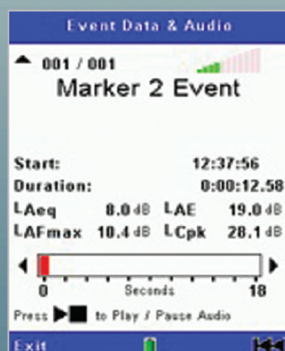 Event Data & Audio
001 / 001
Marker 2 Event
Start: 12:37:56
Duration: 0:00:12.58
LAeq 8.0 dB LAE 19.0 dB
LAFmax 10.4 dB LCpk 28.1 dB
0 Seconds 18
Press ▶■ to Play / Pause Audio
Exit